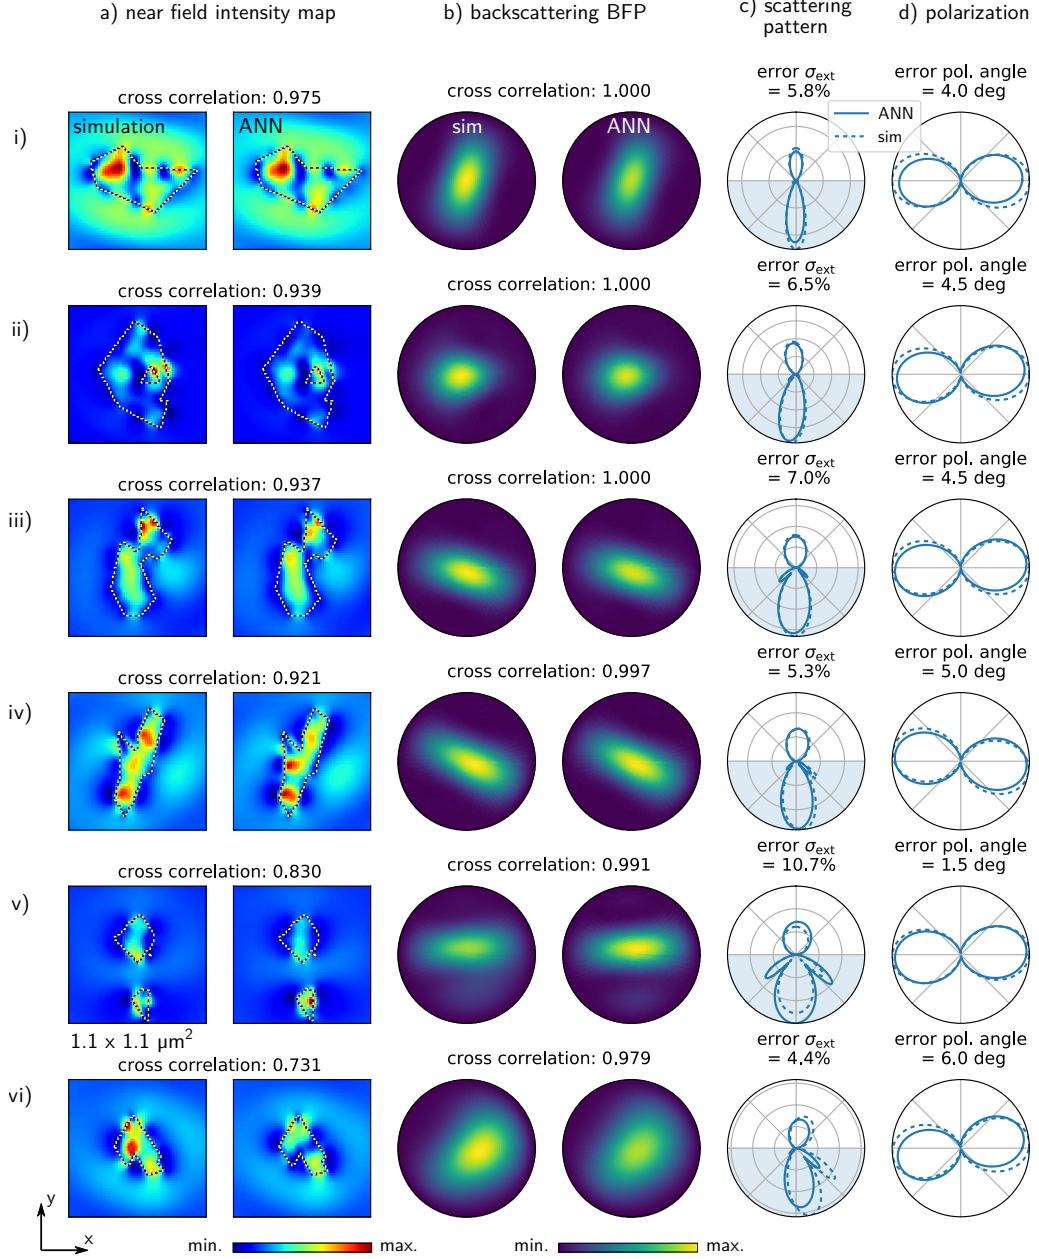 a) near field intensity map
b) backscattering BFP
c) scattering
pattern
d) polarization
i)
cross correlation: 0.975
simulation
ANN
cross correlation: 1.000
sim
ANN
error σext
= 5.8%
error pol. angle
= 4.0 deg
ANN
sim
ii)
cross correlation: 0.939
cross correlation: 1.000
error σext
= 6.5%
error pol. angle
= 4.5 deg
iii)
cross correlation: 0.937
cross correlation: 1.000
error σext
= 7.0%
error pol. angle
= 4.5 deg
iv)
cross correlation: 0.921
cross correlation: 0.997
error σext
= 5.3%
error pol. angle
= 5.0 deg
v)
cross correlation: 0.830
cross correlation: 0.991
error σext
= 10.7%
error pol. angle
= 1.5 deg
1.1 x 1.1 µm²
vi)
cross correlation: 0.731
cross correlation: 0.979
error σext
= 4.4%
error pol. angle
= 6.0 deg
y
x
min.
max.
min.
max.